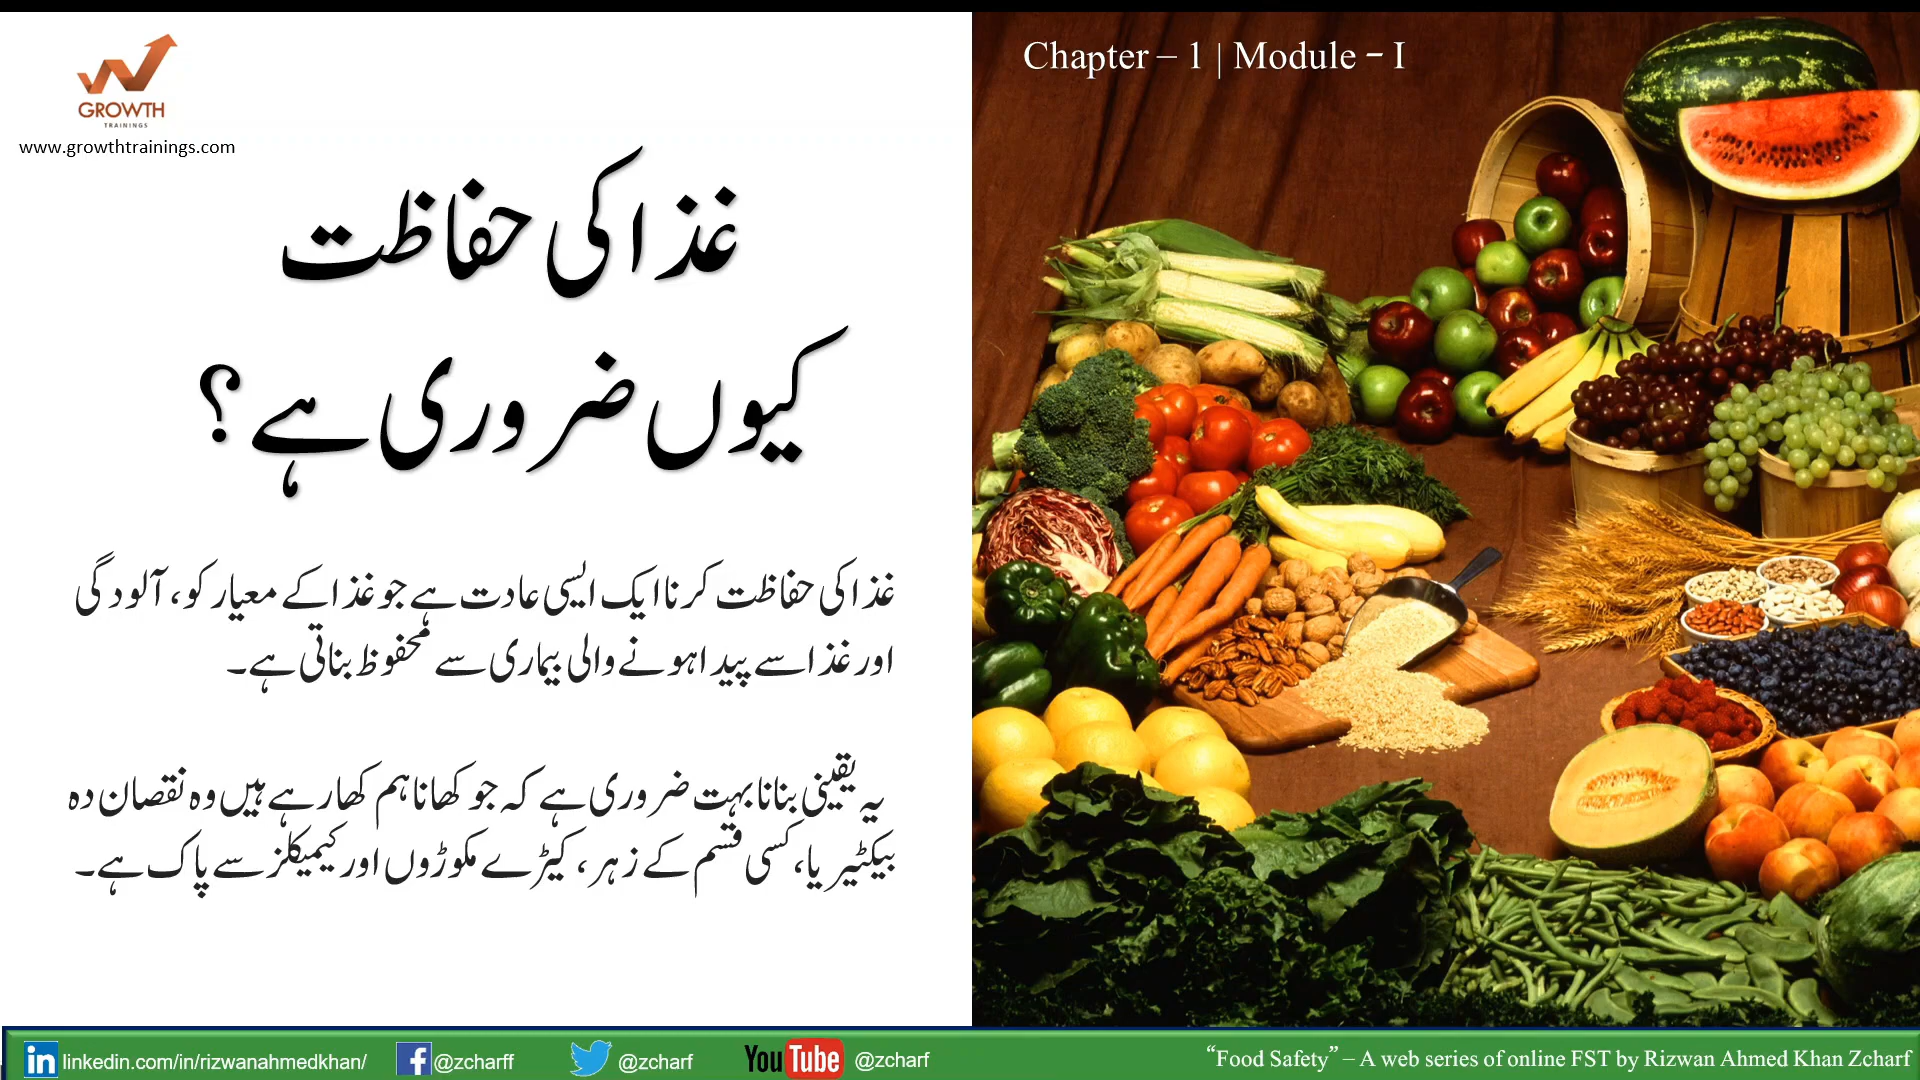 GROWTH
TRAININGS
www.growthtrainings.com
Chapter – 1 | Module – I
غذا کی حفاظت
کیوں ضروری ہے؟
غذا کی حفاظت کرنا ایک ایسی عادت ہے جو غذا کے معیار کو، آلودگی
اور غذا سے پیدا ہونے والی بیماری سے محفوظ بناتی ہے۔
یہ یقینی بنانا بہت ضروری ہے کہ جو کھانا ہم کھا رہے ہیں وہ نقصان دہ
بیکٹیریا، کسی قسم کے زہر، کیڑے مکوڑوں اور کیمیکلز سے پاک ہے۔
in linkedin.com/in/rizwanahmedkhan/ f @zcharff @zcharf YouTube @zcharf
“Food Safety” – A web series of online FST by Rizwan Ahmed Khan Zcharf